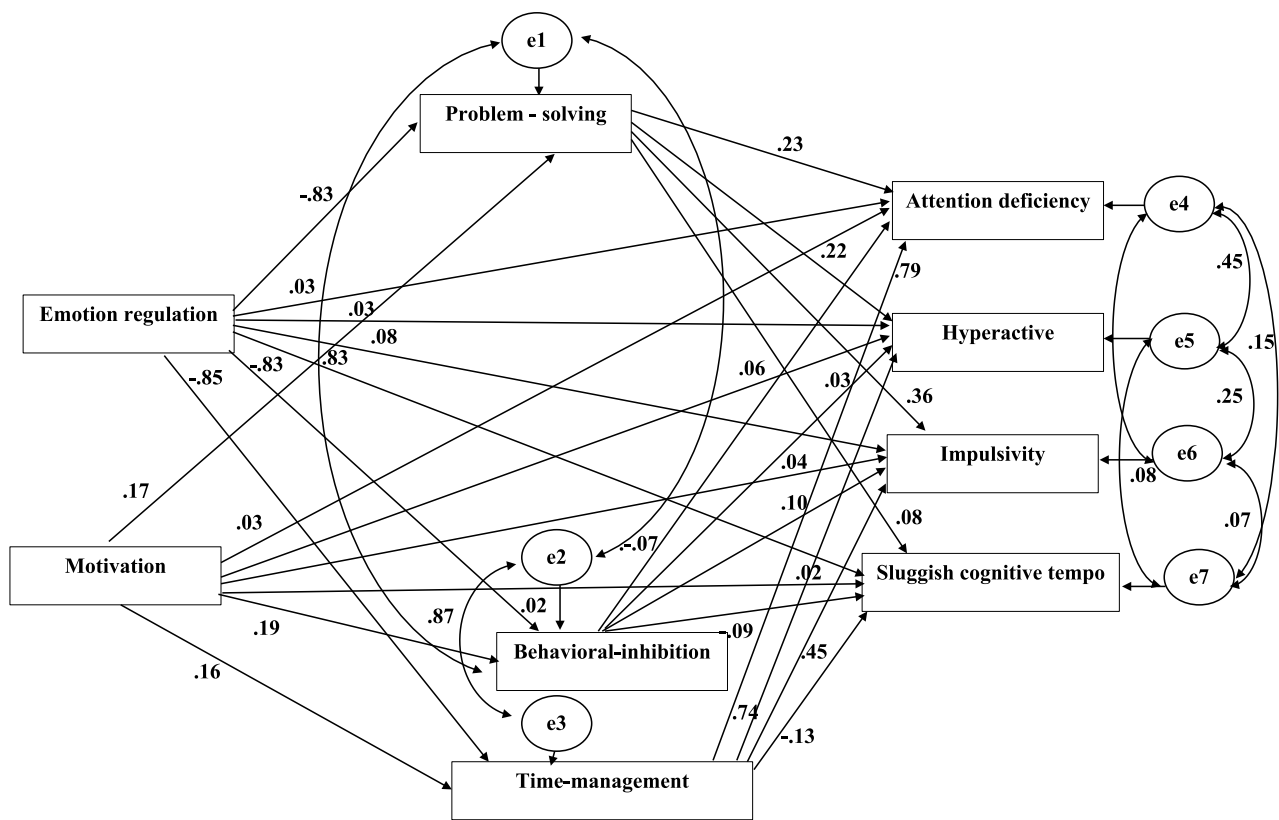 e1
Problem - solving
.23
-.83
Attention deficiency
e4
.22
.79
.45
.03
.03
Emotion regulation
.08
Hyperactive
e5
.15
-.85
-.83
.83
.06
.03
.36
.25
Impulsivity
e6
.04
.08
.17
.10
.03
.08
.07
e2
.-.07
Motivation
.02
Sluggish cognitive tempo
e7
.87
.02
.19
-.09
Behavioral-inhibition
.45
.16
e3
.74
-.13
Time-management